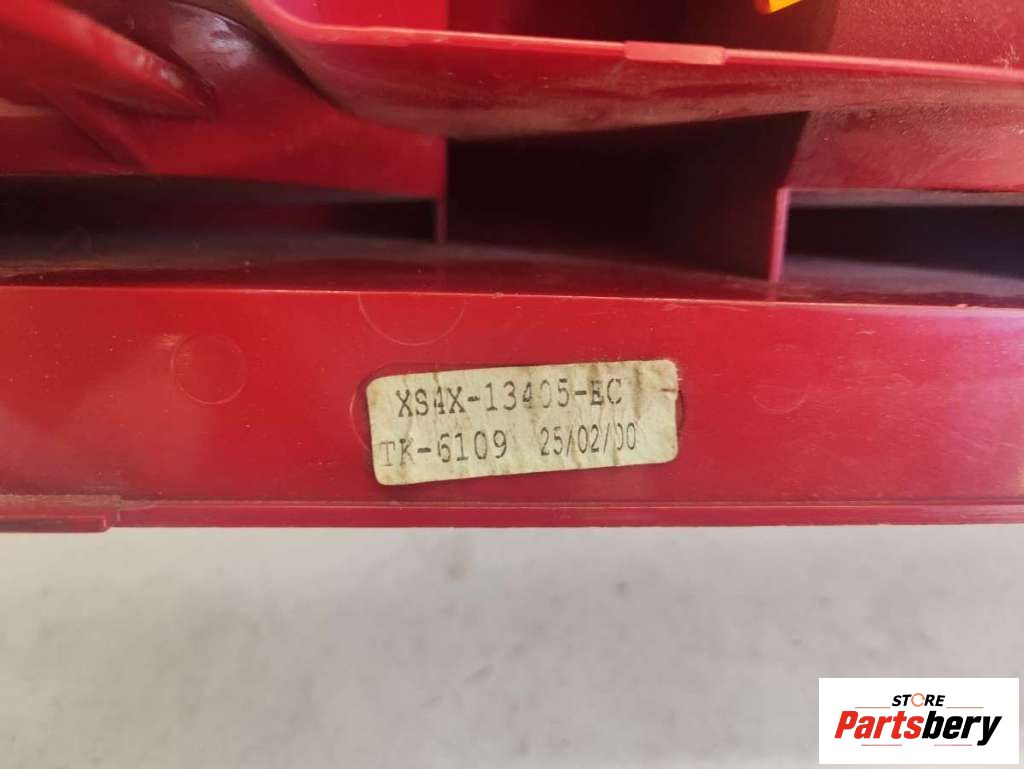 XS4X-13405-EC
TK-6109 25/02/00
STORE
Partsbery